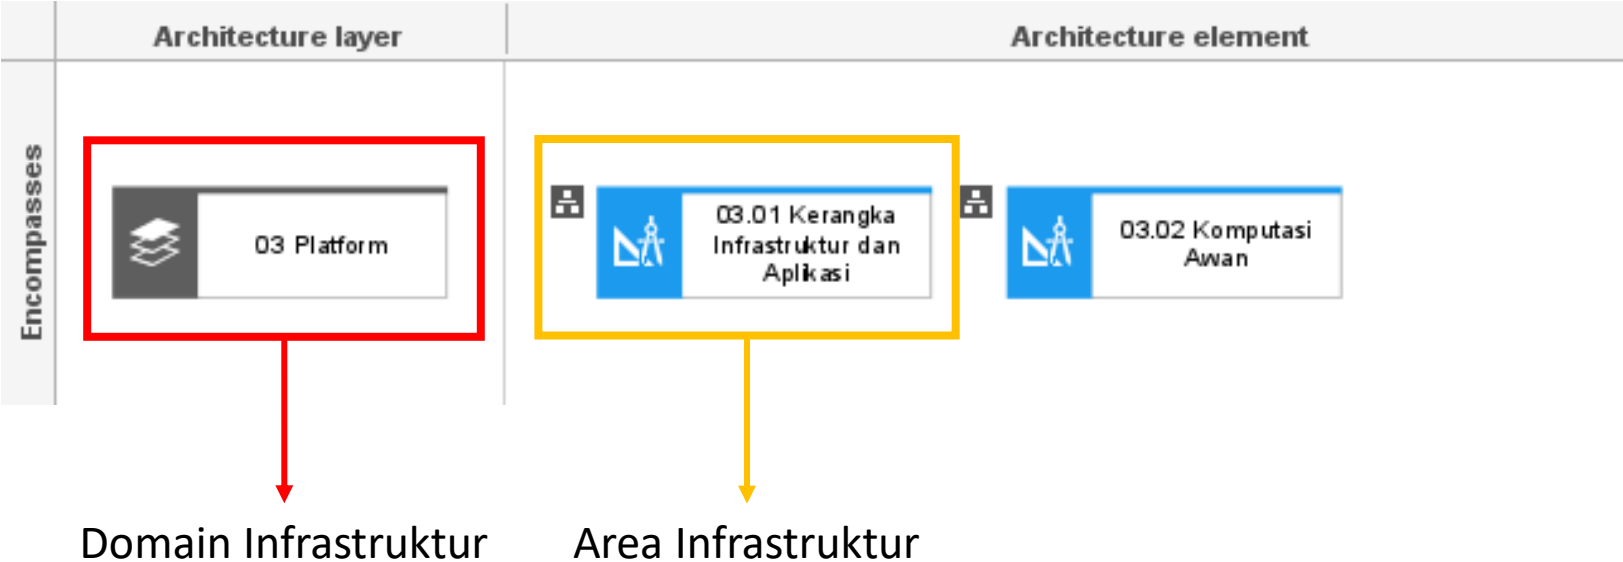 Architecture layer
Architecture element
Encompasses
03 Platform
03.01 Kerangka
Infrastruktur dan
Aplikasi
03.02 Komputasi
Awan
Domain Infrastruktur
Area Infrastruktur